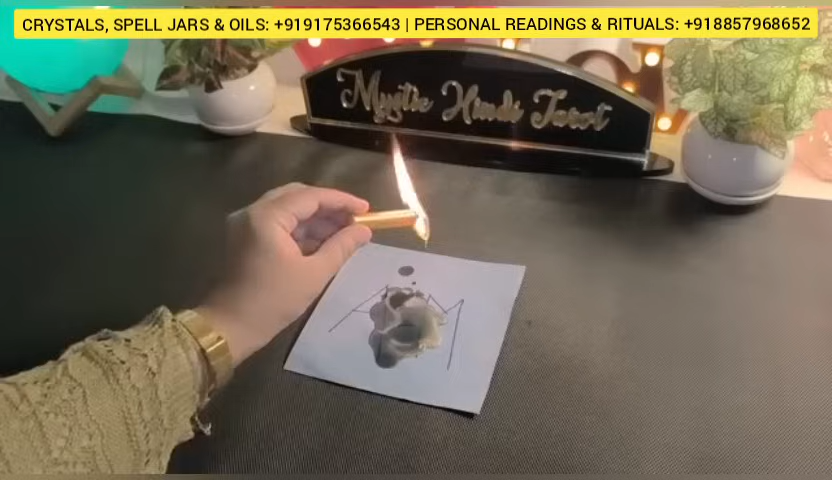 CRYSTALS, SPELL JARS & OILS: +919175366543 | PERSONAL READINGS & RITUALS: +918857968652
Mystic Hindi Tarot